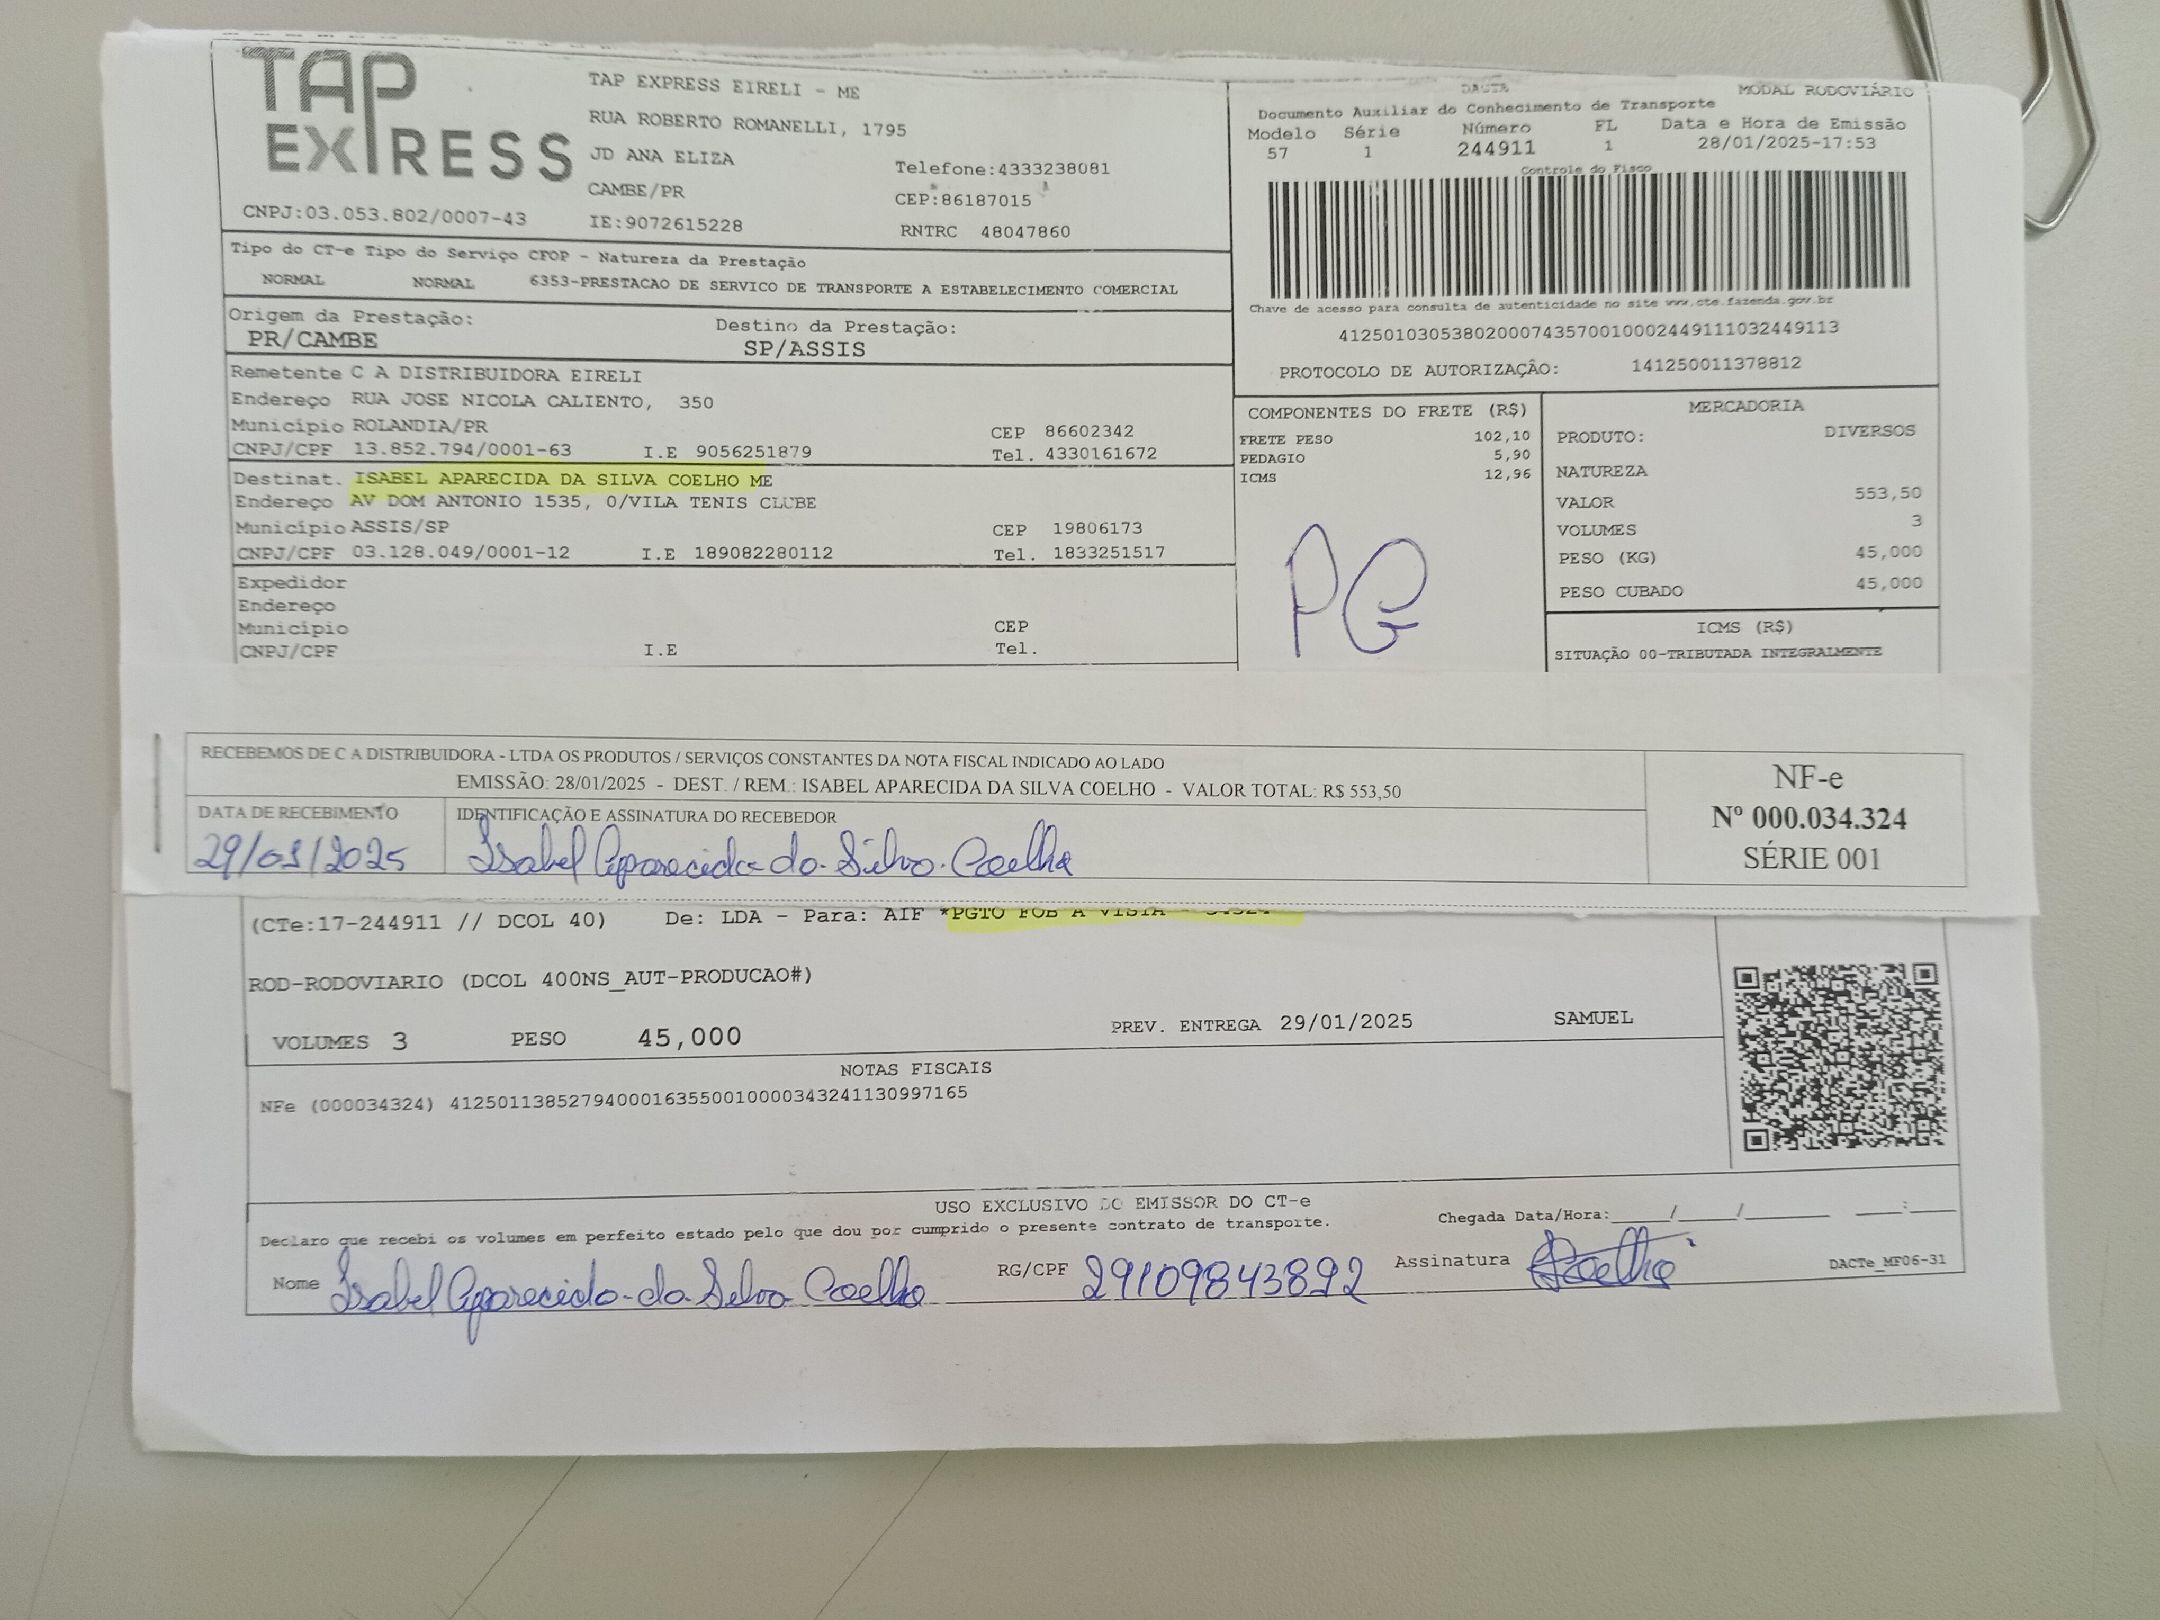 TAP EXPRESS
TAP EXPRESS EIRELI - ME
RUA ROBERTO ROMANELLI, 1795
JD ANA ELIZA
Telefone:4333238081
CAMBE/PR
CEP:86187015
CNPJ:03.053.802/0007-43
IE:9072615228
RNTRC 48047860
DACTE MODAL RODOVIÁRIO
Documento Auxiliar do Conhecimento de Transporte
Modelo Série Número FL Data e Hora de Emissão
57 1 244911 1 28/01/2025-17:53
Controle do Fisco
Chave de acesso para consulta de autenticidade no site www.cte.fazenda.gov.br
41250103053802000743570010002449111032449113
PROTOCOLO DE AUTORIZAÇÃO: 141250011378812
Tipo do CT-e Tipo do Serviço CFOP - Natureza da Prestação
NORMAL NORMAL 6353-PRESTACAO DE SERVICO DE TRANSPORTE A ESTABELECIMENTO COMERCIAL
Origem da Prestação: Destino da Prestação:
PR/CAMBE SP/ASSIS
Remetente C A DISTRIBUIDORA EIRELI
Endereço RUA JOSE NICOLA CALIENTO, 350
Município ROLANDIA/PR CEP 86602342
CNPJ/CPF 13.852.794/0001-63 I.E 9056251879 Tel. 4330161672
Destinat. ISABEL APARECIDA DA SILVA COELHO ME
Endereço AV DOM ANTONIO 1535, 0/VILA TENIS CLUBE
Município ASSIS/SP CEP 19806173
CNPJ/CPF 03.128.049/0001-12 I.E 189082280112 Tel. 1833251517
Expedidor
Endereço
Município CEP
CNPJ/CPF I.E Tel.
COMPONENTES DO FRETE (R$)
FRETE PESO 102,10
PEDAGIO 5,90
ICMS 12,96
PG
MERCADORIA
PRODUTO: DIVERSOS
NATUREZA
VALOR 553,50
VOLUMES 3
PESO (KG) 45,000
PESO CUBADO 45,000
ICMS (R$)
SITUAÇÃO 00-TRIBUTADA INTEGRALMENTE
RECEBEMOS DE C A DISTRIBUIDORA - LTDA OS PRODUTOS / SERVIÇOS CONSTANTES DA NOTA FISCAL INDICADO AO LADO
EMISSÃO: 28/01/2025 - DEST. / REM.: ISABEL APARECIDA DA SILVA COELHO - VALOR TOTAL: R$ 553,50
DATA DE RECEBIMENTO IDENTIFICAÇÃO E ASSINATURA DO RECEBEDOR
29/01/2025 Isabel Aparecida da Silva Coelho
NF-e
Nº 000.034.324
SÉRIE 001
(CTe:17-244911 // DCOL 40) De: LDA - Para: AIF *PGTO FOB A VISTA - 34324
ROD-RODOVIARIO (DCOL 400NS_AUT-PRODUCAO#)
VOLUMES 3 PESO 45,000 PREV. ENTREGA 29/01/2025 SAMUEL
NOTAS FISCAIS
NFe (000034324) 41250113852794000163550010000343241130997165
USO EXCLUSIVO DO EMISSOR DO CT-e
Declaro que recebi os volumes em perfeito estado pelo que dou por cumprido o presente contrato de transporte.
Chegada Data/Hora:____/____/______ ___:___
Nome Isabel Aparecida da Silva Coelho RG/CPF 29109843892 Assinatura Coelho DACTe_MF06-31